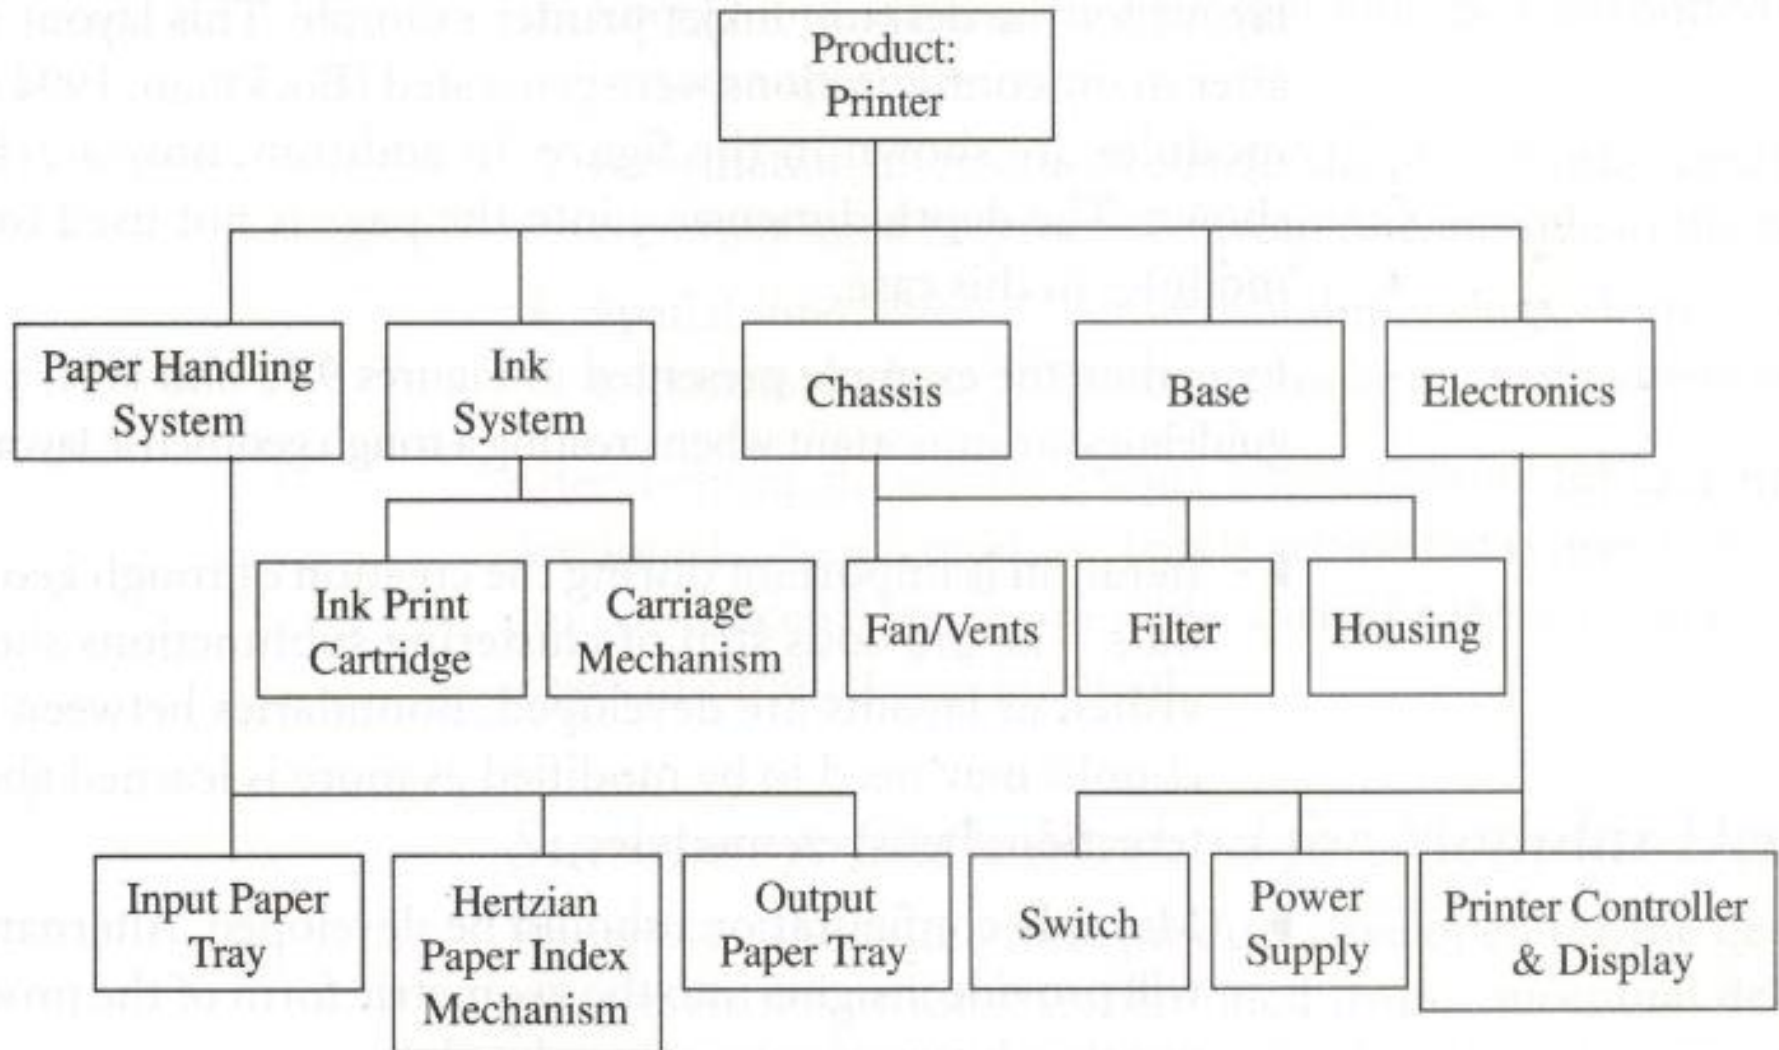 Product:
Printer
Paper Handling
System
Ink
System
Chassis
Base
Electronics
Ink Print
Cartridge
Carriage
Mechanism
Fan/Vents
Filter
Housing
Input Paper
Tray
Hertzian
Paper Index
Mechanism
Output
Paper Tray
Switch
Power
Supply
Printer Controller
& Display